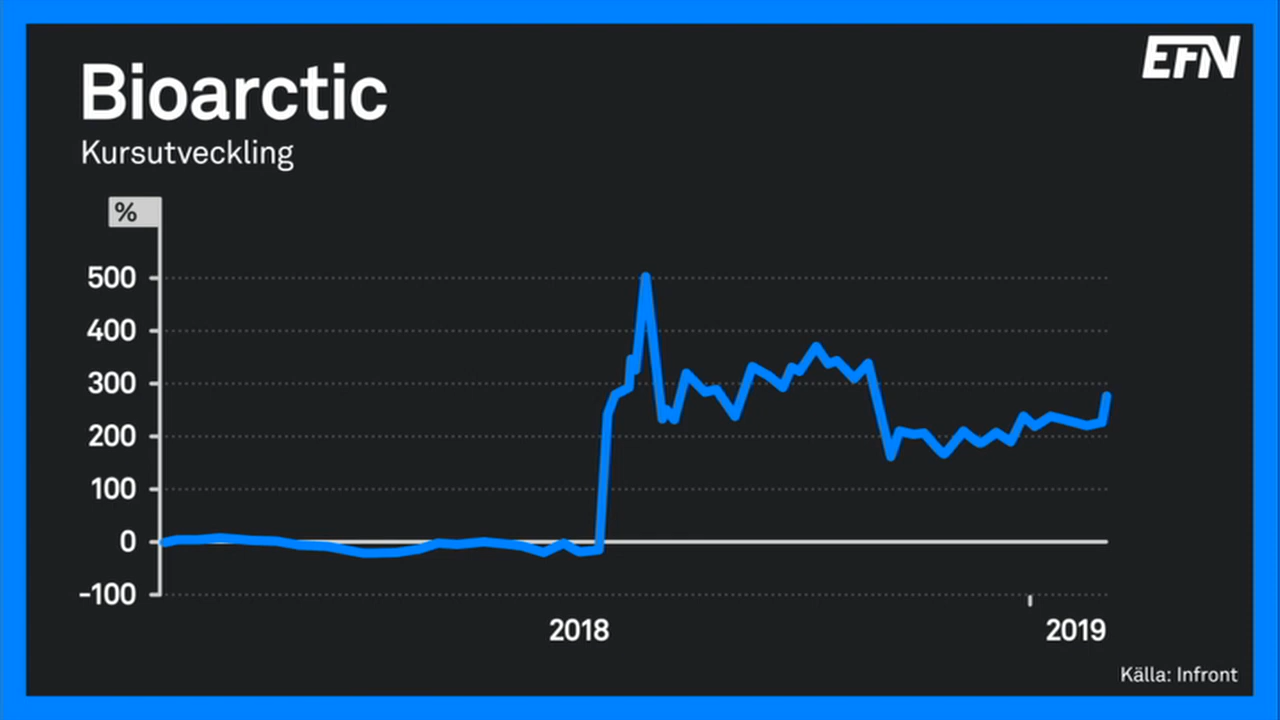 EFN
Bioarctic
Kursutveckling
%
500
400
300
200
100
0
-100
2018
2019
Källa: Infront